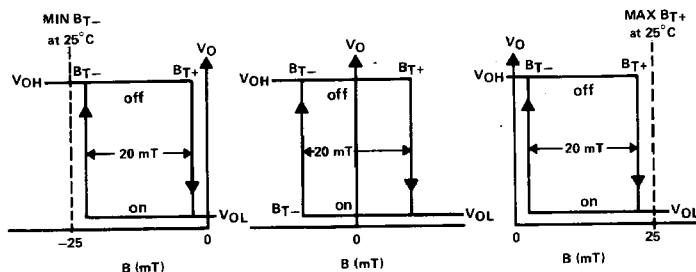 MIN BT−
at 25°C
BT−
BT+
VO
VOH
off
20 mT
on
VOL
−25
0
B (mT)
VO
VOH
BT−
BT+
off
20 mT
BT−
on
VOL
0
B (mT)
MAX BT+
at 25°C
VO
VOH
BT−
BT+
off
20 mT
on
VOL
0
25
B (mT)